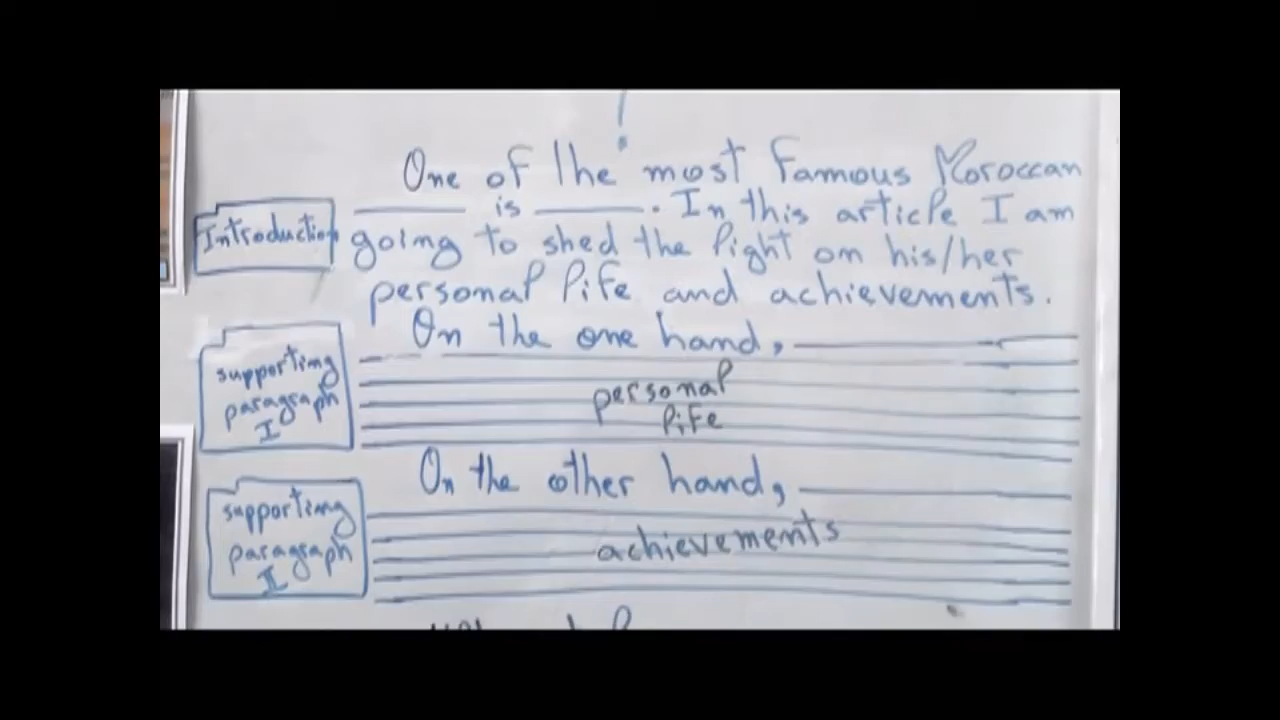 One of the most famous Moroccan
is .
In this article I am
Introduction
going to shed the light on his/her
personal life and achievements.
On the one hand,
supporting
paragraph
I
personal
life
On the other hand,
supporting
paragraph
II
achievements